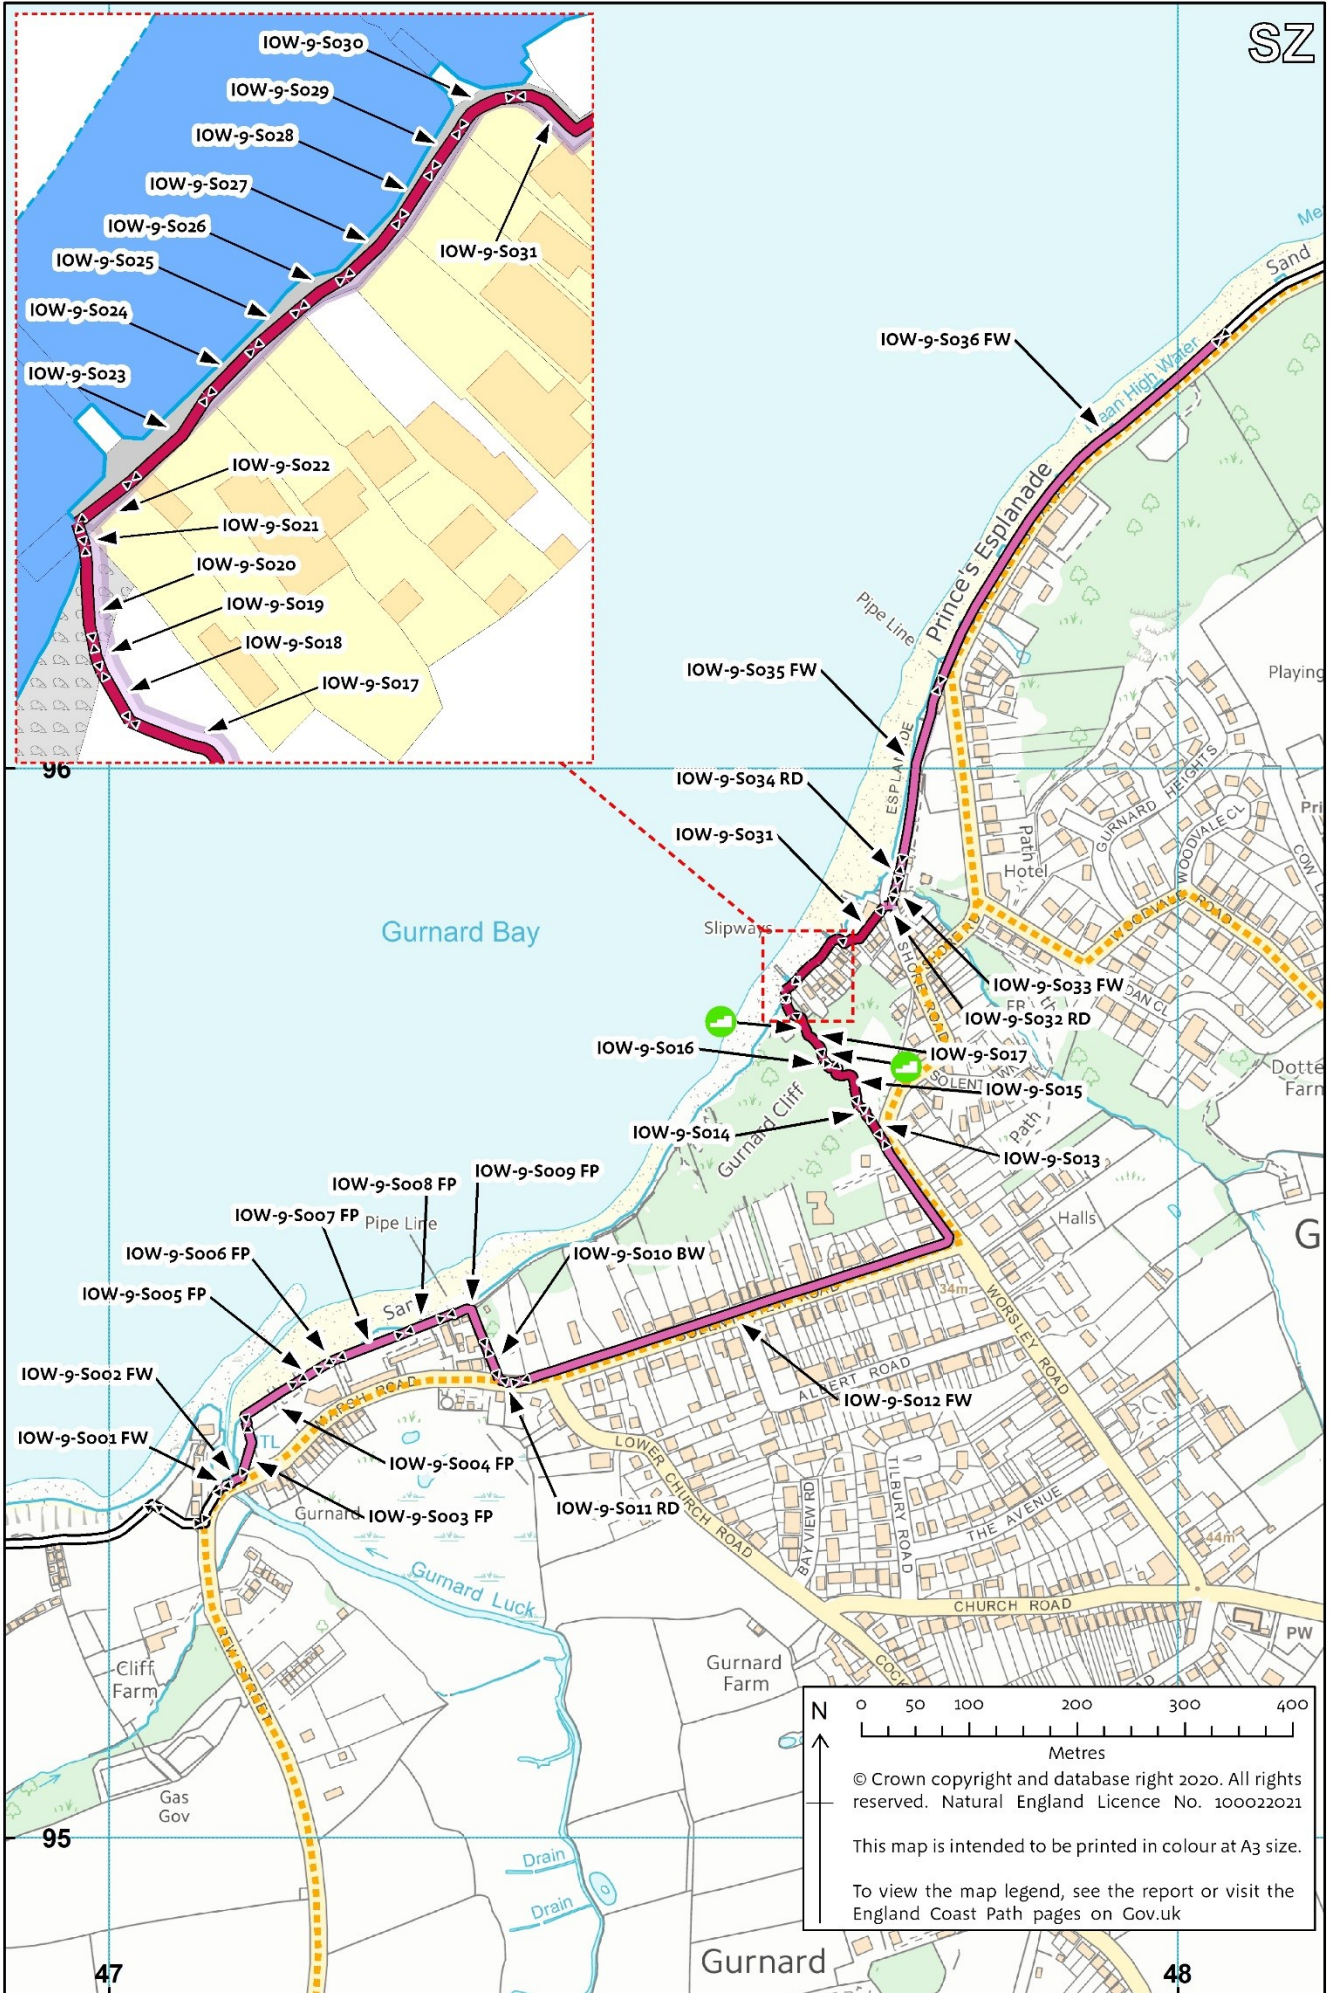 SZ
IOW-9-S030
IOW-9-S029
IOW-9-S028
IOW-9-S027
IOW-9-S026
IOW-9-S025
IOW-9-S024
IOW-9-S023
IOW-9-S031
IOW-9-S022
IOW-9-S021
IOW-9-S020
IOW-9-S019
IOW-9-S018
IOW-9-S017
Sand
IOW-9-S036 FW
Mean High Water
Prince's Esplanade
Pipe Line
IOW-9-S035 FW
Playing
96
ESPLANADE
IOW-9-S034 RD
GURNARD HEIGHTS
WOODVALE CL
COW
IOW-9-S031
Path
Hotel
WOODVALE ROAD
Gurnard Bay
Slipways
SHORE ROAD
IOW-9-S033 FW
IOW-9-S032 RD
IOW-9-S016
IOW-9-S017
IOW-9-S015
Gurnard Cliff
IOW-9-S014
Path
IOW-9-S013
IOW-9-S009 FP
IOW-9-S008 FP
IOW-9-S007 FP
Pipe Line
Halls
IOW-9-S006 FP
IOW-9-S010 BW
IOW-9-S005 FP
34m
WORSLEY ROAD
IOW-9-S002 FW
MARSH ROAD
ALBERT ROAD
IOW-9-S012 FW
IOW-9-S001 FW
TL
IOW-9-S004 FP
LOWER CHURCH ROAD
TILBURY ROAD
BAY VIEW RD
THE AVENUE
Gurnard
IOW-9-S003 FP
IOW-9-S011 RD
44m
Gurnard Luck
CHURCH ROAD
PW
Cliff
Farm
Gurnard
Farm
Gas
Gov
N
0 50 100 200 300 400
Metres
© Crown copyright and database right 2020. All rights
reserved. Natural England Licence No. 100022021
This map is intended to be printed in colour at A3 size.
To view the map legend, see the report or visit the
England Coast Path pages on Gov.uk
95
Drain
Drain
Gurnard
47
48